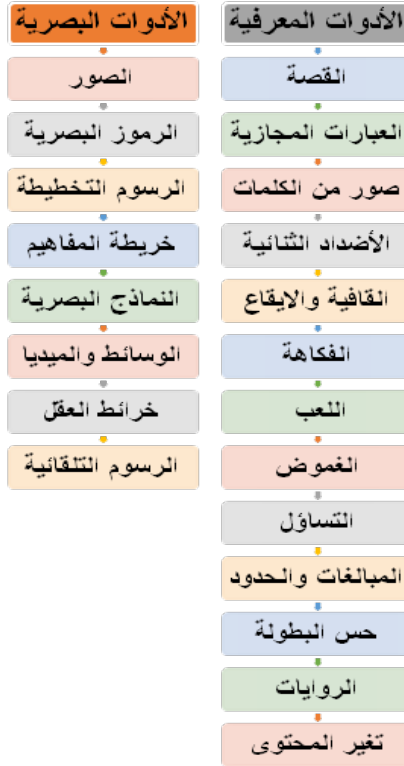 الأدوات المعرفية
القصة
العبارات المجازية
صور من الكلمات
الأضداد الثنائية
القافية والايقاع
الفكاهة
اللعب
الغموض
التساؤل
المبالغات والحدود
حس البطولة
الروايات
تغير المحتوى
الأدوات البصرية
الصور
الرموز البصرية
الرسوم التخطيطة
خريطة المفاهيم
النماذج البصرية
الوسائط والميديا
خرائط العقل
الرسوم التلقائية